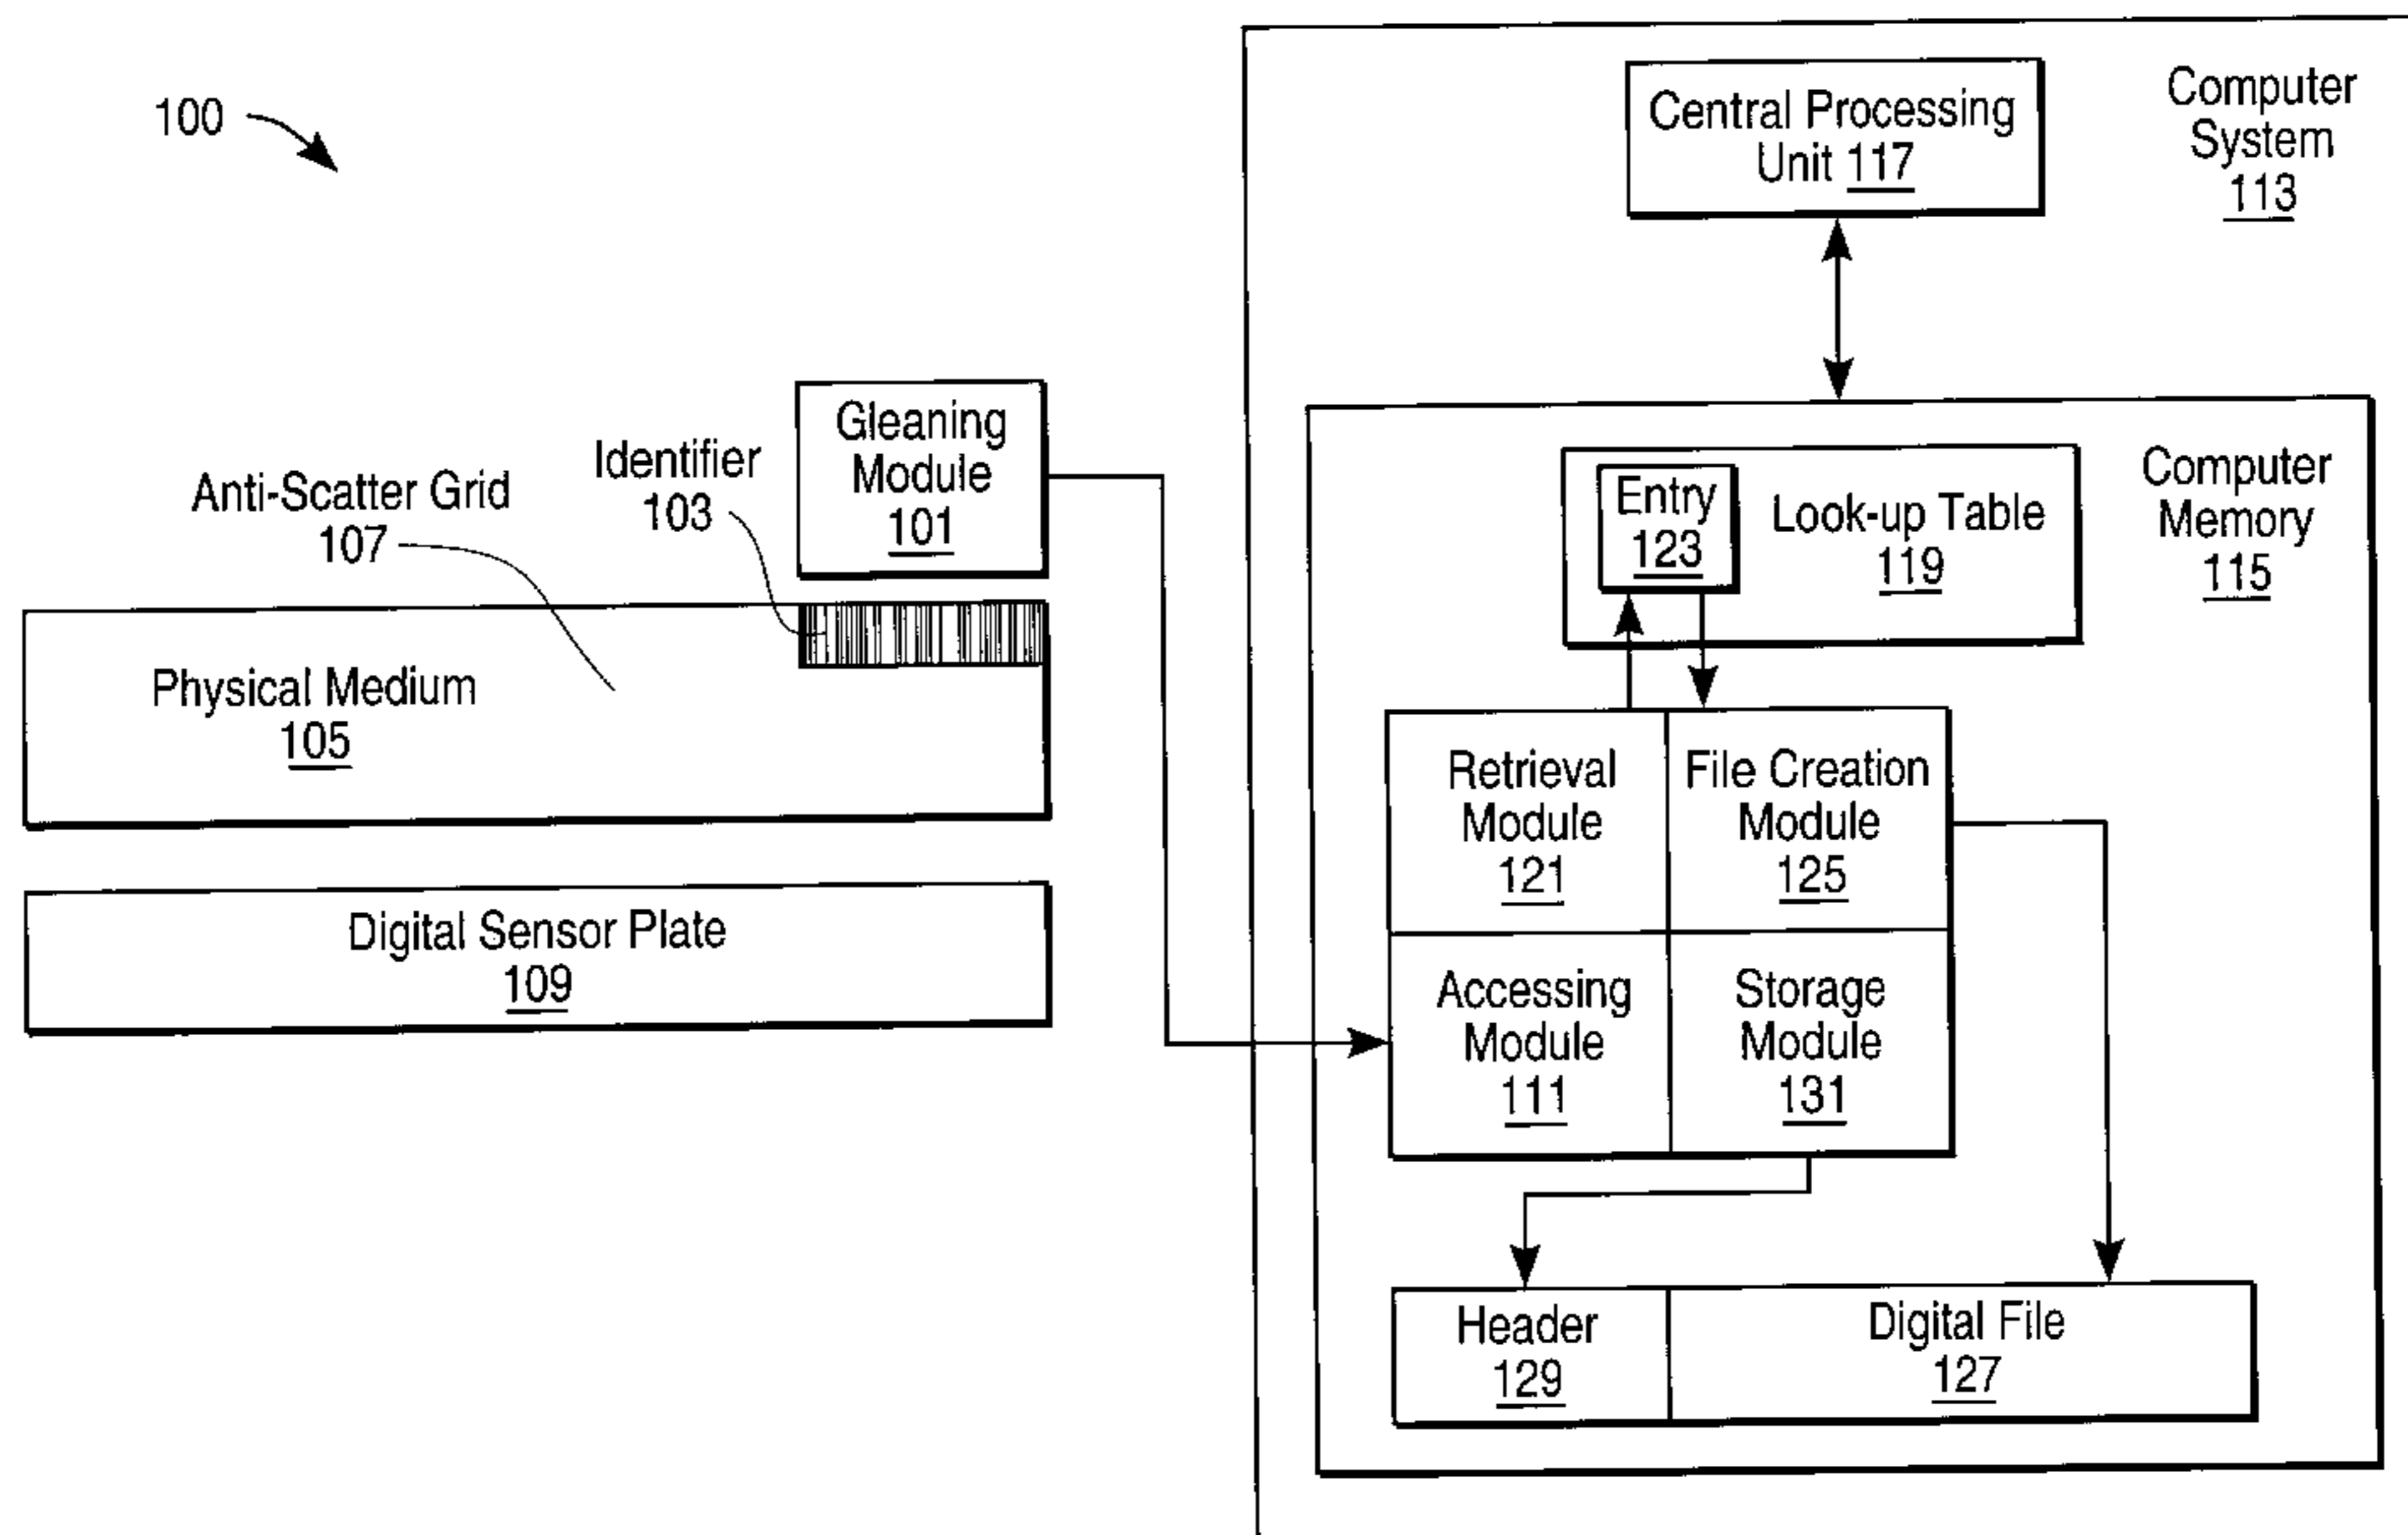 100
Central Processing
Unit 117
Computer
System
113
Gleaning
Module
101
Identifier
103
Anti-Scatter Grid
107
Physical Medium
105
Digital Sensor Plate
109
Entry
123
Look-up Table
119
Computer
Memory
115
Retrieval
Module
121
File Creation
Module
125
Accessing
Module
111
Storage
Module
131
Header
129
Digital File
127